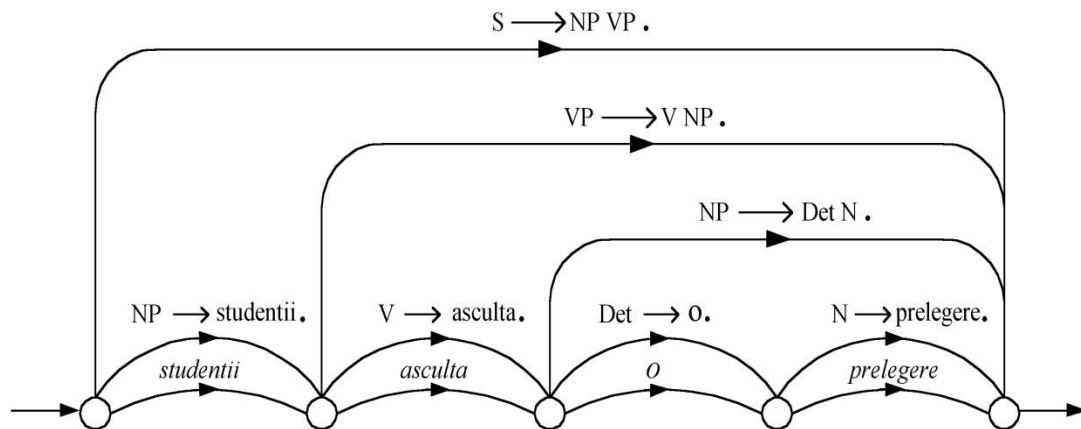 S ⟶ NP VP.
VP ⟶ V NP.
NP ⟶ Det N.
NP ⟶ studentii. V ⟶ asculta. Det ⟶ o. N ⟶ prelegere.
studentii asculta o prelegere